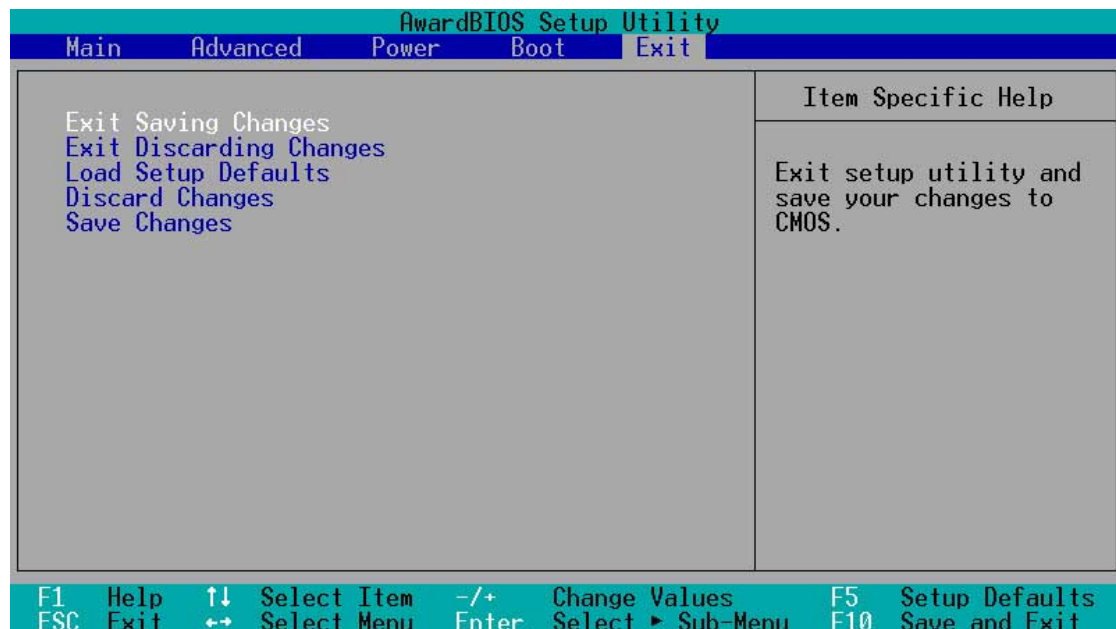 AwardBIOS Setup Utility
Main Advanced Power Boot Exit
Item Specific Help
Exit Saving Changes
Exit Discarding Changes
Load Setup Defaults
Discard Changes
Save Changes
Exit setup utility and
save your changes to
CMOS.
F1 Help ↑↓ Select Item -/+ Change Values F5 Setup Defaults
ESC Exit ←→ Select Menu Enter Select ► Sub-Menu F10 Save and Exit